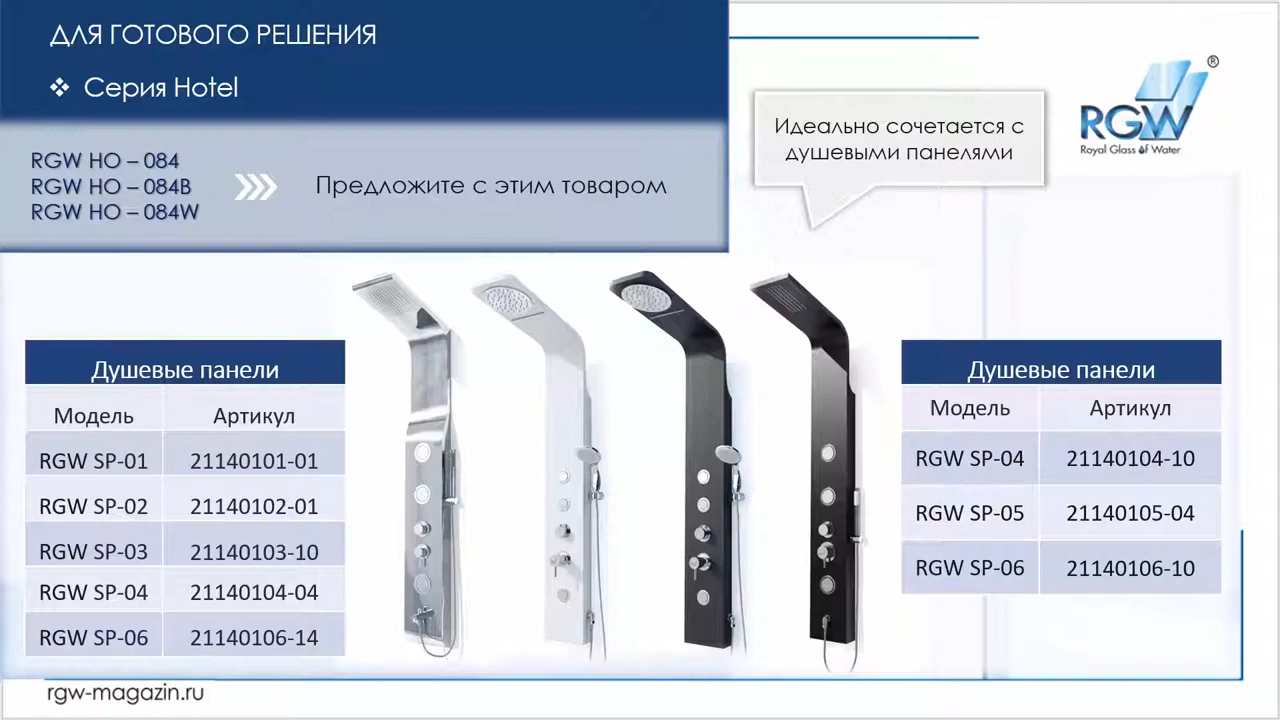 ДЛЯ ГОТОВОГО РЕШЕНИЯ
❖ Серия Hotel
RGW HO – 084
RGW HO – 084B
RGW HO – 084W
Предложите с этим товаром
Идеально сочетается с
душевыми панелями
RGW ®
Royal Glass of Water
Душевые панели
Модель Артикул
RGW SP-01 21140101-01
RGW SP-02 21140102-01
RGW SP-03 21140103-10
RGW SP-04 21140104-04
RGW SP-06 21140106-14
Душевые панели
Модель Артикул
RGW SP-04 21140104-10
RGW SP-05 21140105-04
RGW SP-06 21140106-10
rgw-magazin.ru